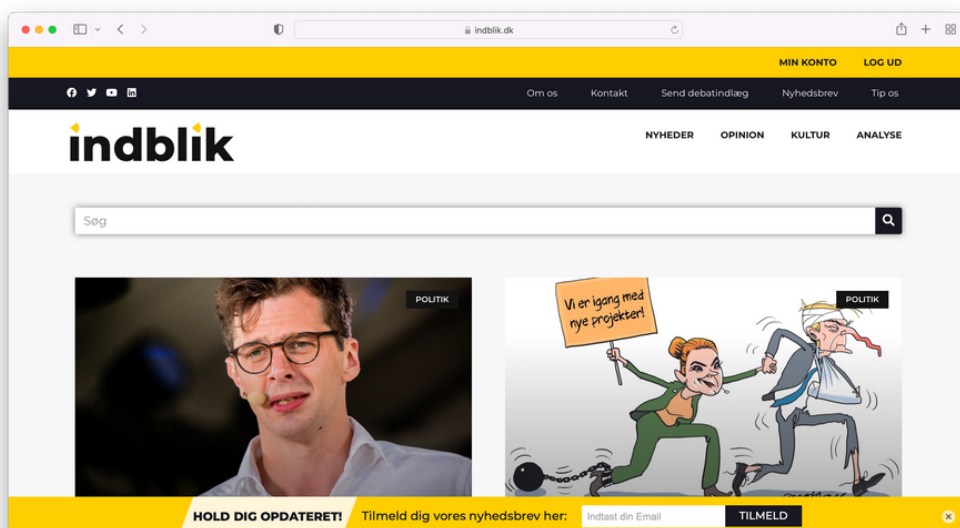 indblik.dk
MIN KONTO LOG UD
Om os Kontakt Send debatindlæg Nyhedsbrev Tip os
indblik
NYHEDER OPINION KULTUR ANALYSE
Søg
POLITIK
Vi er igang med
nye projekter!
POLITIK
HOLD DIG OPDATERET! Tilmeld dig vores nyhedsbrev her: Indtast din Email TILMELD